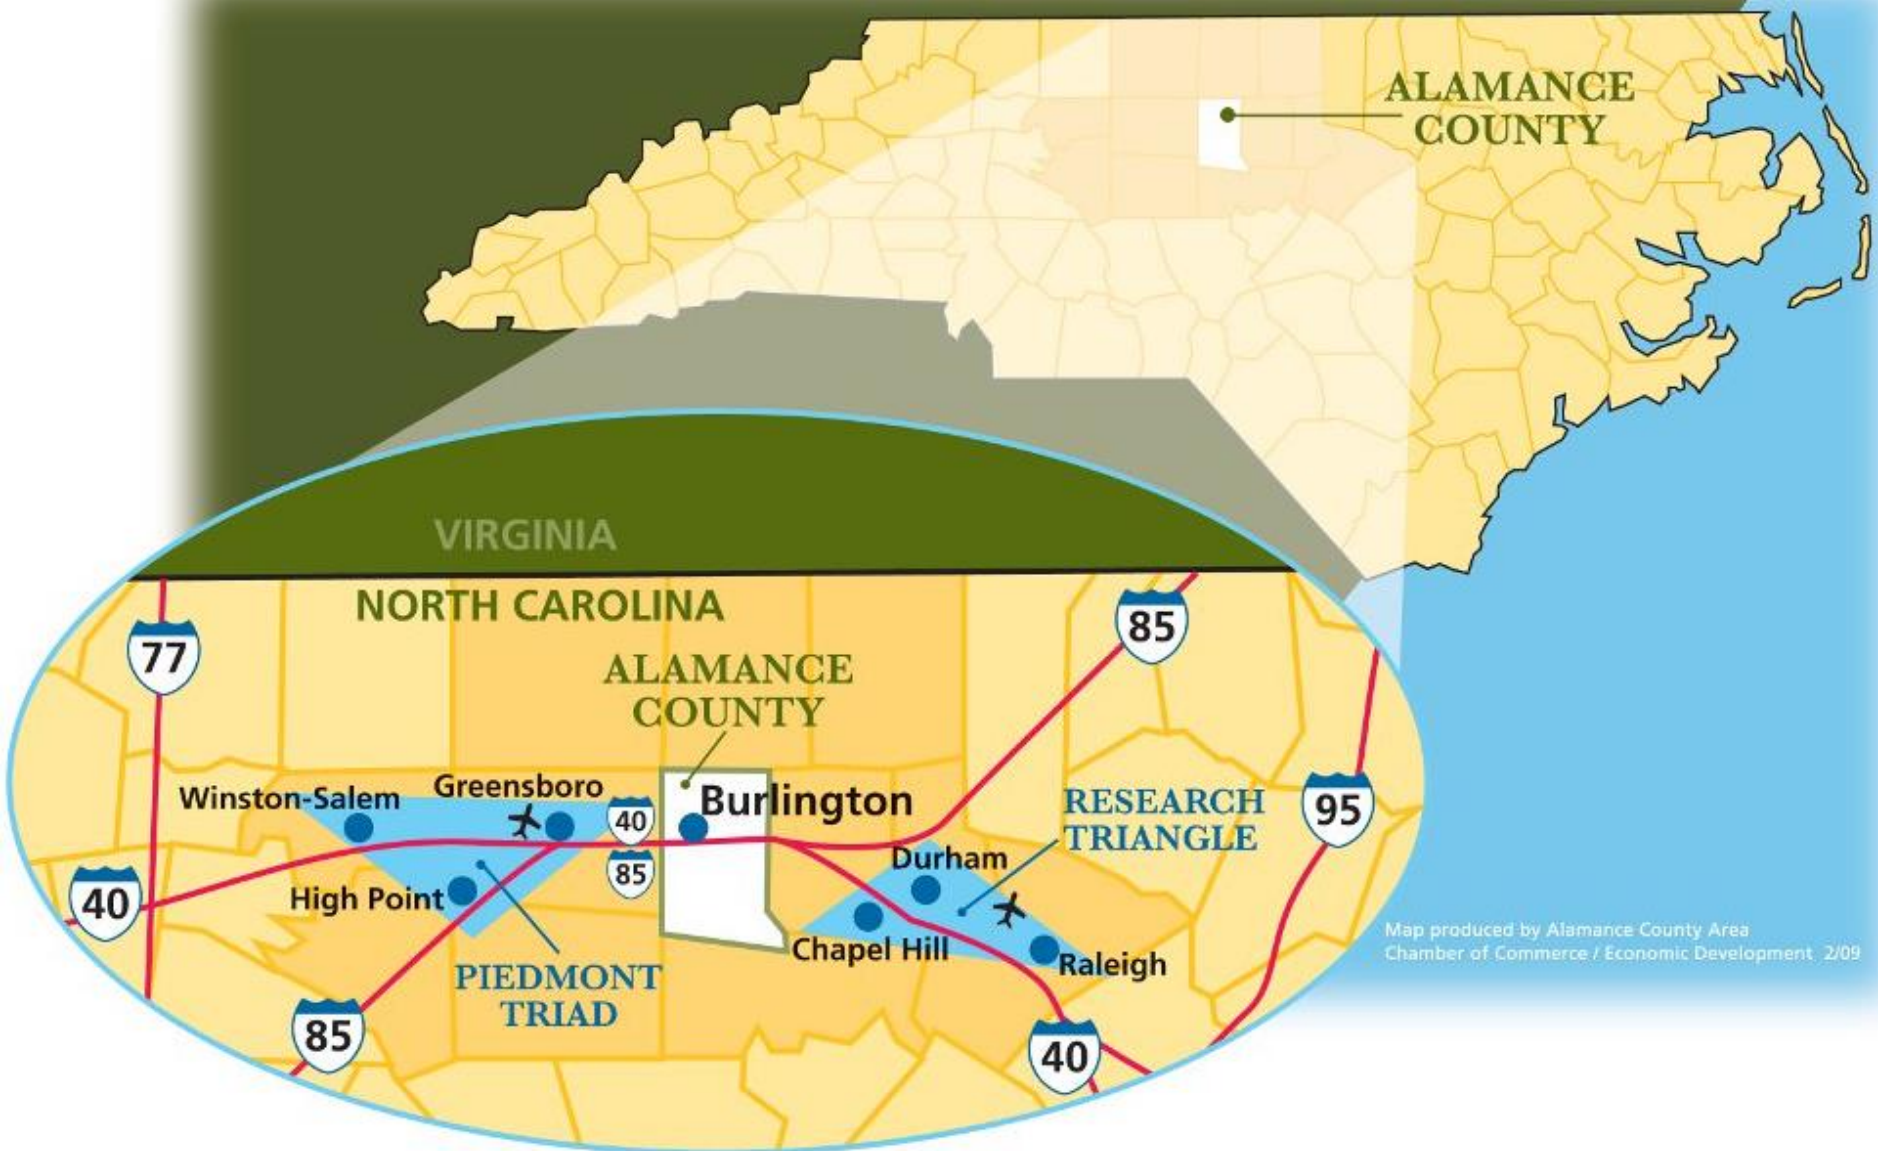 ALAMANCE
COUNTY
VIRGINIA
NORTH CAROLINA
77
85
ALAMANCE
COUNTY
Winston-Salem
Greensboro
40
85
Burlington
RESEARCH
TRIANGLE
95
Durham
40
High Point
Chapel Hill
Raleigh
PIEDMONT
TRIAD
85
40
Map produced by Alamance County Area
Chamber of Commerce / Economic Development 2/09